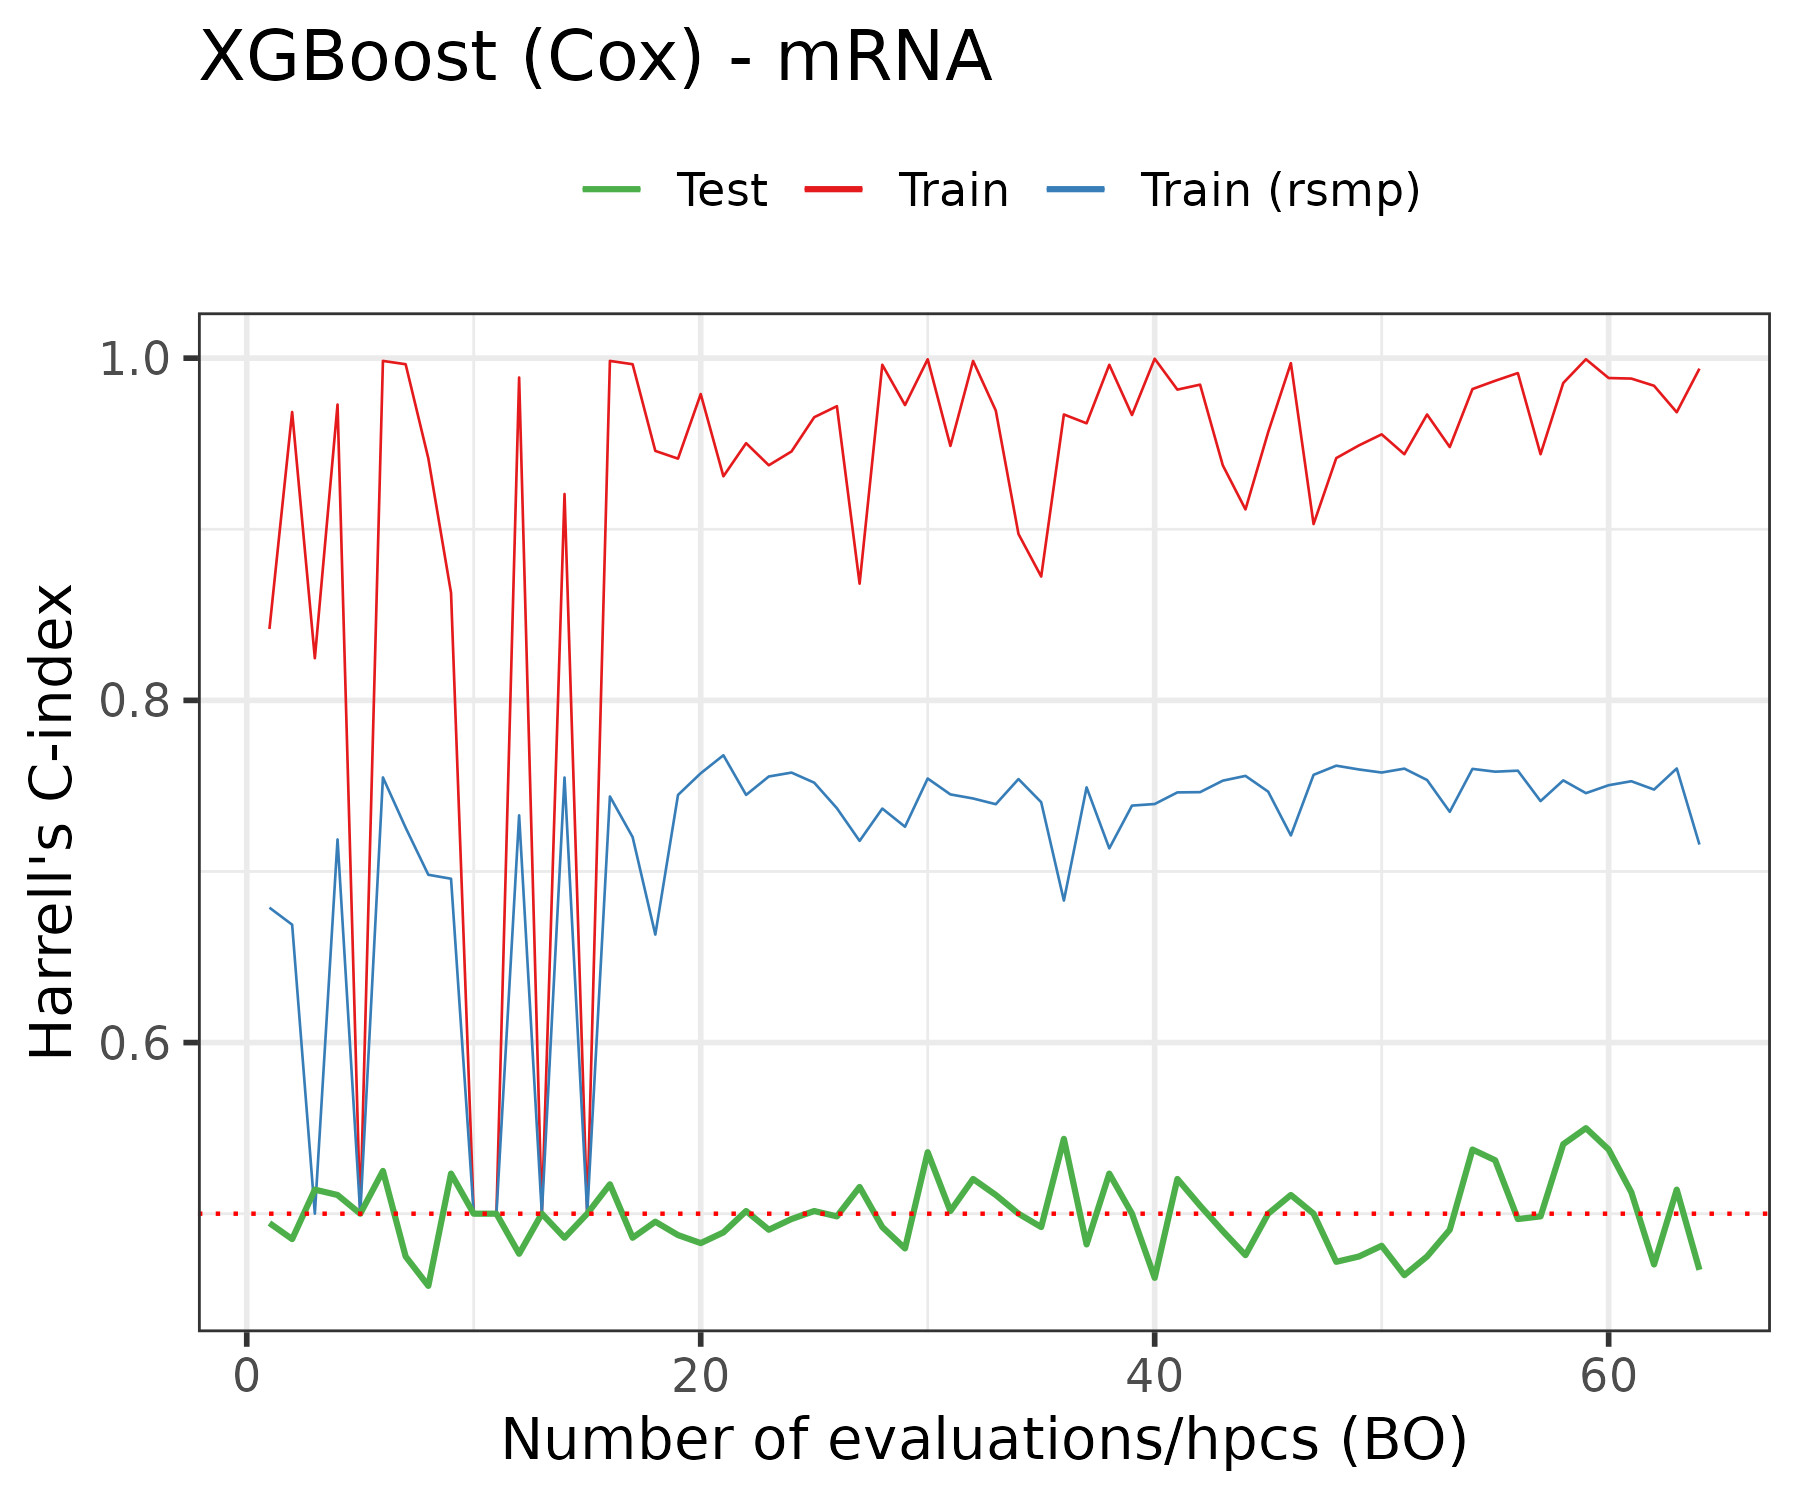 XGBoost (Cox) - mRNA
Test Train Train (rsmp)
Harrell's C-index
1.0
0.8
0.6
0 20 40 60
Number of evaluations/hpcs (BO)